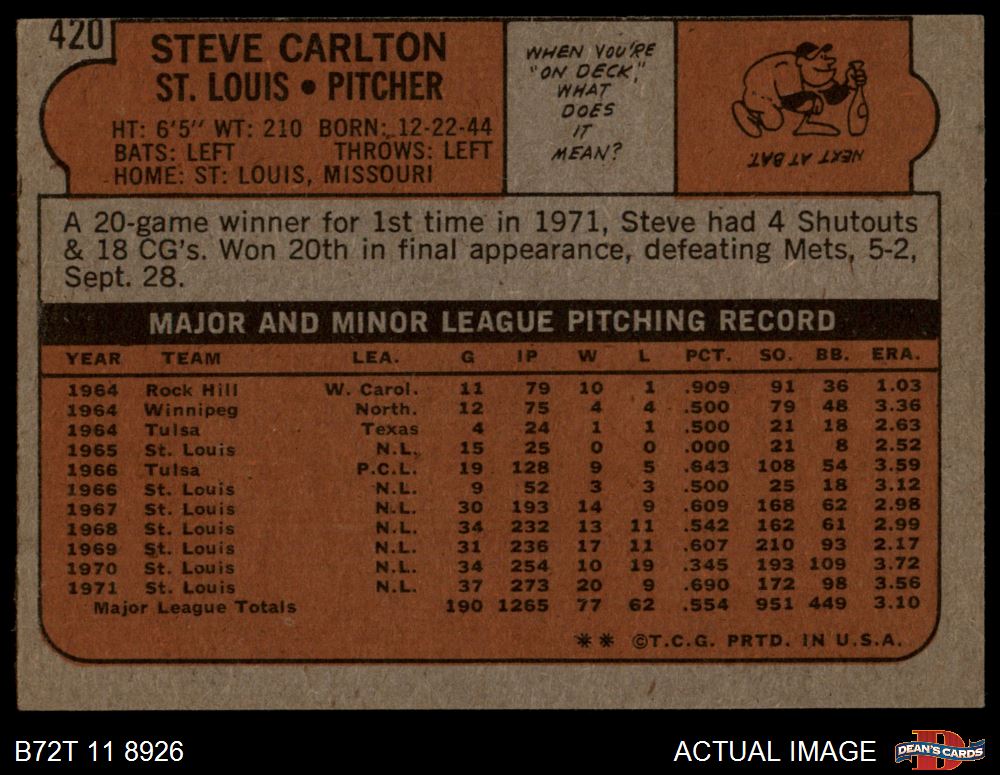 420
STEVE CARLTON
ST. LOUIS • PITCHER
HT: 6'5" WT: 210 BORN: 12-22-44
BATS: LEFT THROWS: LEFT
HOME: ST: LOUIS, MISSOURI
WHEN YOU'RE
"ON DECK,"
WHAT
DOES
IT
MEAN?
NEXT AT BAT
A 20-game winner for 1st time in 1971, Steve had 4 Shutouts
& 18 CG's. Won 20th in final appearance, defeating Mets, 5-2,
Sept. 28.
MAJOR AND MINOR LEAGUE PITCHING RECORD
YEAR TEAM LEA. G IP W L PCT. SO. BB. ERA.
1964 Rock Hill W. Carol. 11 79 10 1 .909 91 36 1.03
1964 Winnipeg North. 12 75 4 4 .500 79 48 3.36
1964 Tulsa Texas 4 24 1 1 .500 21 18 2.63
1965 St. Louis N.L. 15 25 0 0 .000 21 8 2.52
1966 Tulsa P.C.L. 19 128 9 5 .643 108 54 3.59
1966 St. Louis N.L. 9 52 3 3 .500 25 18 3.12
1967 St. Louis N.L. 30 193 14 9 .609 168 62 2.98
1968 St. Louis N.L. 34 232 13 11 .542 162 61 2.99
1969 St. Louis N.L. 31 236 17 11 .607 210 93 2.17
1970 St. Louis N.L. 34 254 10 19 .345 193 109 3.72
1971 St. Louis N.L. 37 273 20 9 .690 172 98 3.56
Major League Totals 190 1265 77 62 .554 951 449 3.10
** ©T.C.G. PRTD. IN U.S.A.
B72T 11 8926
ACTUAL IMAGE
D
DEAN'S CARDS